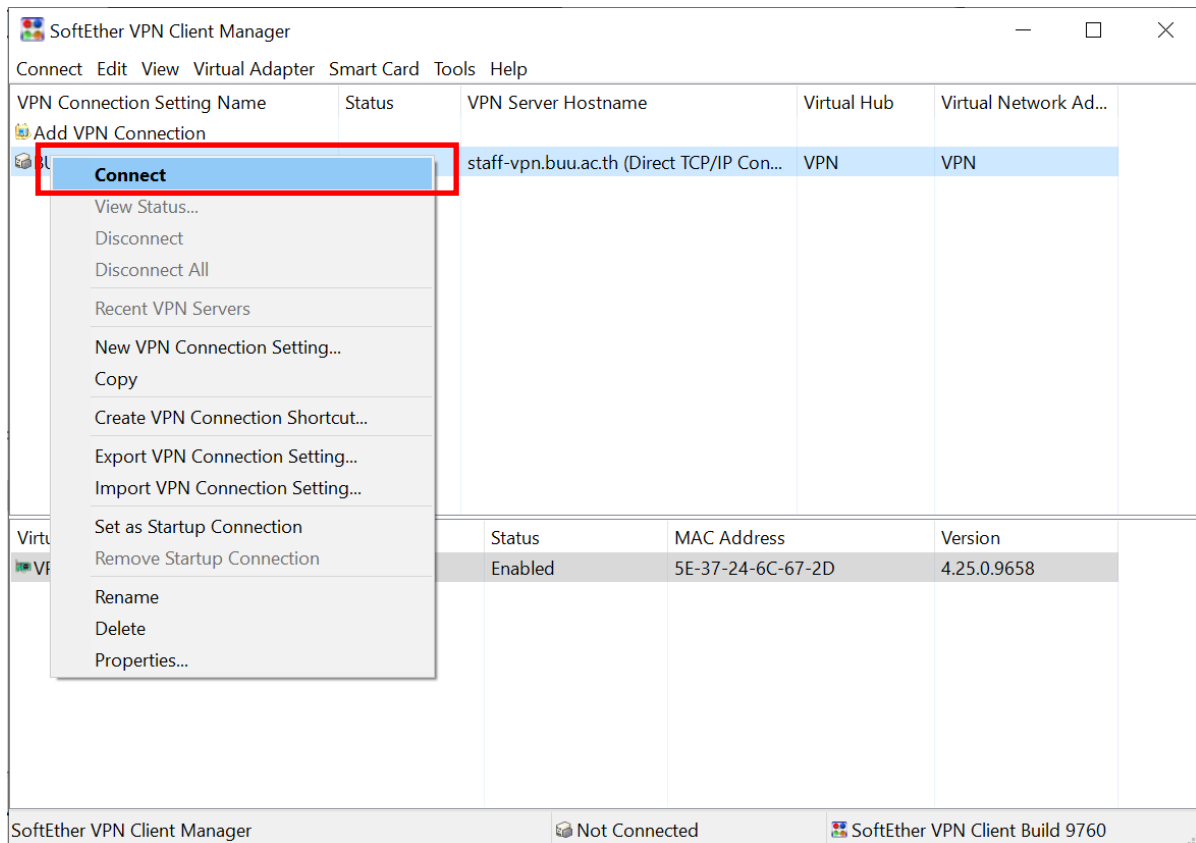 SoftEther VPN Client Manager
Connect Edit View Virtual Adapter Smart Card Tools Help
VPN Connection Setting Name Status VPN Server Hostname Virtual Hub Virtual Network Ad...
Add VPN Connection
staff-vpn.buu.ac.th (Direct TCP/IP Con... VPN VPN
Connect
View Status...
Disconnect
Disconnect All
Recent VPN Servers
New VPN Connection Setting...
Copy
Create VPN Connection Shortcut...
Export VPN Connection Setting...
Import VPN Connection Setting...
Set as Startup Connection
Remove Startup Connection
Rename
Delete
Properties...
Status MAC Address Version
Enabled 5E-37-24-6C-67-2D 4.25.0.9658
SoftEther VPN Client Manager Not Connected SoftEther VPN Client Build 9760